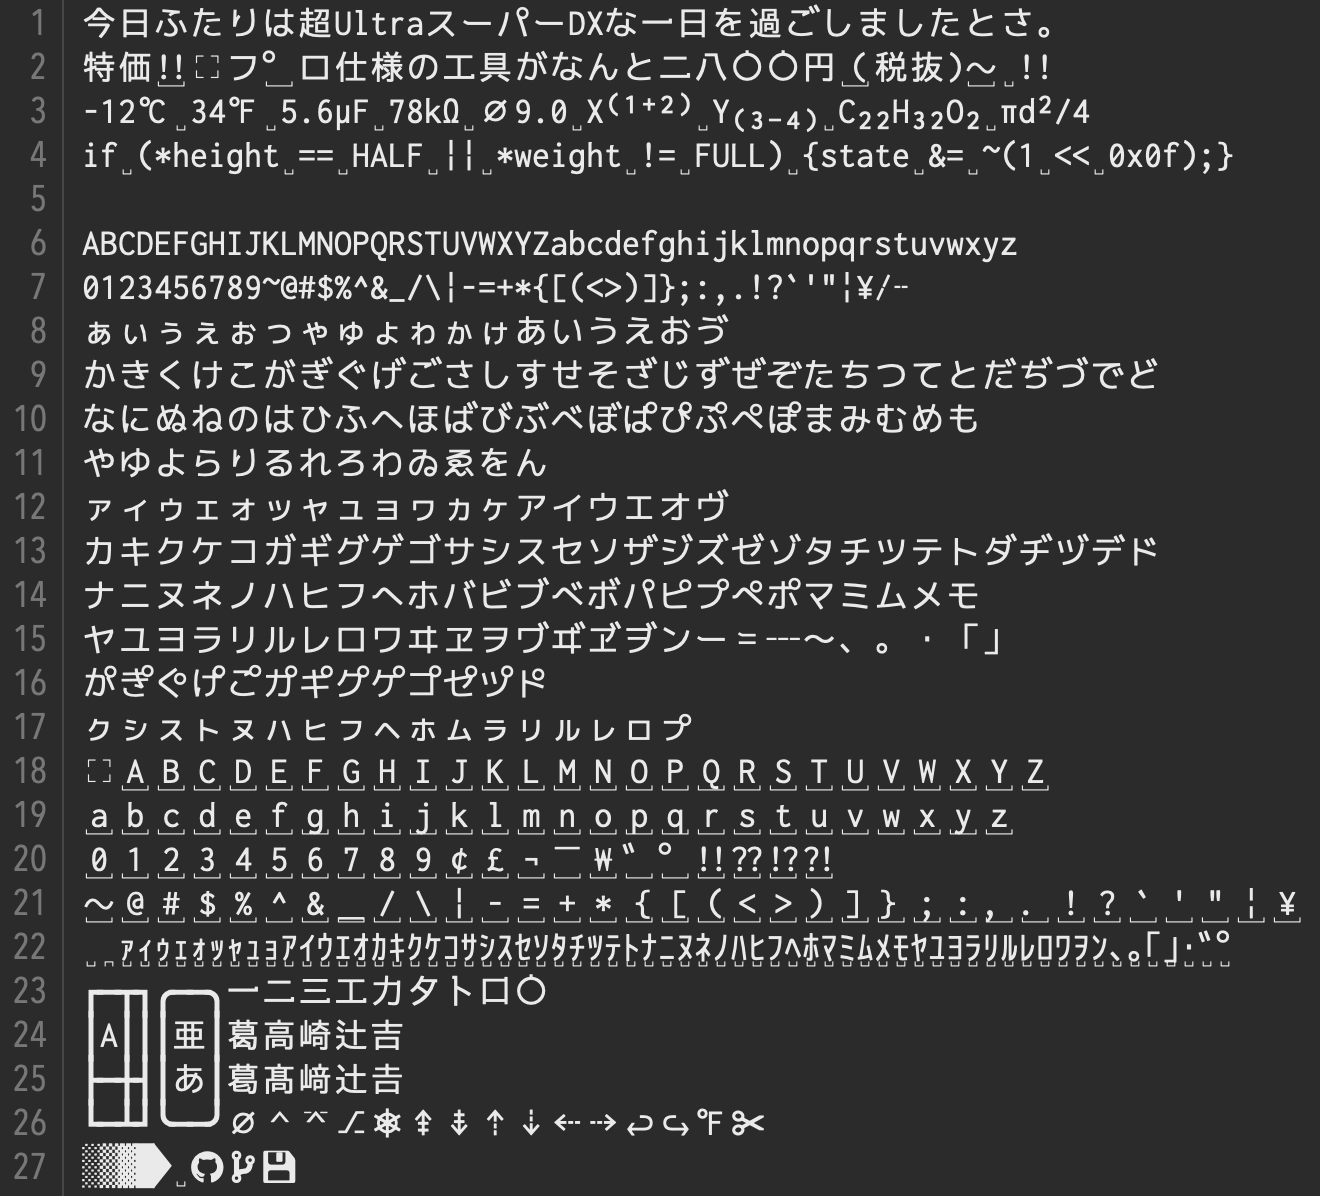 1 今日ふたりは超UltraスーパーDXな一日を過ごしましたとさ。
2 特価!! フ゜ ロ仕様の工具がなんと二八〇〇円(税抜)～ !!
3 -12℃ 34℉ 5.6µF 78kΩ ∅9.0 X⁽¹⁺²⁾ Y₍₃₋₄₎ C₂₂H₃₂O₂ πd²/4
4 if (*height == HALF || *weight != FULL) {state &= ~(1 << 0x0f);}
5
6 ABCDEFGHIJKLMNOPQRSTUVWXYZabcdefghijklmnopqrstuvwxyz
7 0123456789~@#$%^&_/\|-=+*{[(<>)]};:,.!?`'"¦¥/--
8 ぁぃぅぇぉっゃゅょゎゕゖあいうえおゔ
9 かきくけこがぎぐげごさしすせそざじずぜぞたちつてとだぢづでど
10 なにぬねのはひふへほばびぶべぼぱぴぷぺぽまみむめも
11 やゆよらりるれろわゐゑをん
12 ァィゥェォッャュョヮヵヶアイウエオヴ
13 カキクケコガギグゲゴサシスセソザジズゼゾタチツテトダヂヅデド
14 ナニヌネノハヒフヘホバビブベボパピプペポマミムメモ
15 ヤユヨラリルレロワヰヱヲヷヸヹヺンー゠---～、。・「」
16 か゚き゚く゚け゚こ゚カ゚キ゚ク゚ケ゚コ゚セ゚ツ゚ト゚
17 ㇰㇱㇲㇳㇴㇵㇶㇷㇸㇹㇺㇻㇼㇽㇾㇿㇷ゚
18 ＡＢＣＤＥＦＧＨＩＪＫＬＭＮＯＰＱＲＳＴＵＶＷＸＹＺ
19 ａｂｃｄｅｆｇｈｉｊｋｌｍｎｏｐｑｒｓｔｕｖｗｘｙｚ
20 ０１２３４５６７８９￠￡￢￣￦゛゜‼⁇⁉⁈
21 ～＠＃＄％＾＆＿／＼｜－＝＋＊｛［（＜＞）］｝；：，．！？｀＇＂￤￥
22 ｧｨｩｪｫｯｬｭｮｱｲｳｴｵｶｷｸｹｺｻｼｽｾｿﾀﾁﾂﾃﾄﾅﾆﾇﾈﾉﾊﾋﾌﾍﾎﾏﾐﾑﾒﾓﾔﾕﾖﾗﾘﾙﾚﾛﾜｦﾝ､｡｢｣･ﾞﾟ
23 一二三工力夕卜口〇
24 A 亜 葛高崎辻吉
25 あ 葛󠄀髙﨑辻󠄀𠮷
26 ∅⌃⌤⌥⎈⇞⇟⇡⇣⇠⇢↩↪℉✂
27